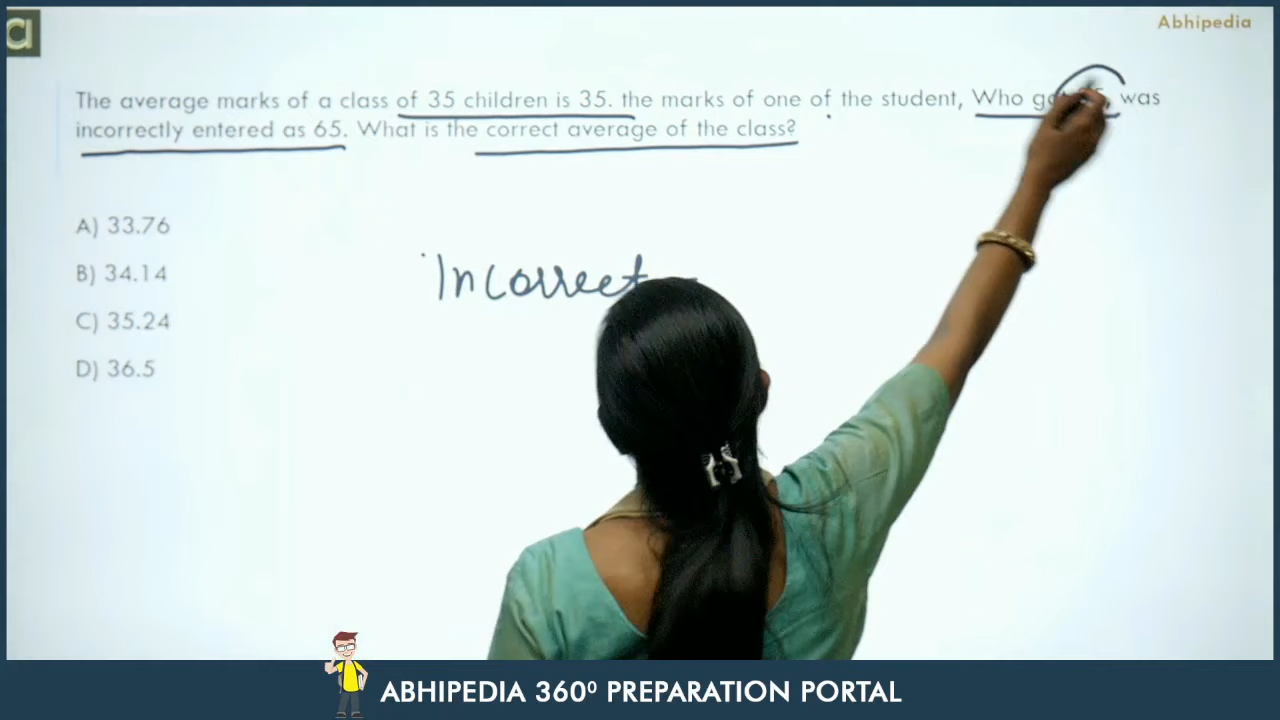 a
Abhipedia
The average marks of a class of 35 children is 35. the marks of one of the student, Who was
incorrectly entered as 65. What is the correct average of the class?
A) 33.76
B) 34.14
C) 35.24
D) 36.5
Incorrect
ABHIPEDIA 360⁰ PREPARATION PORTAL